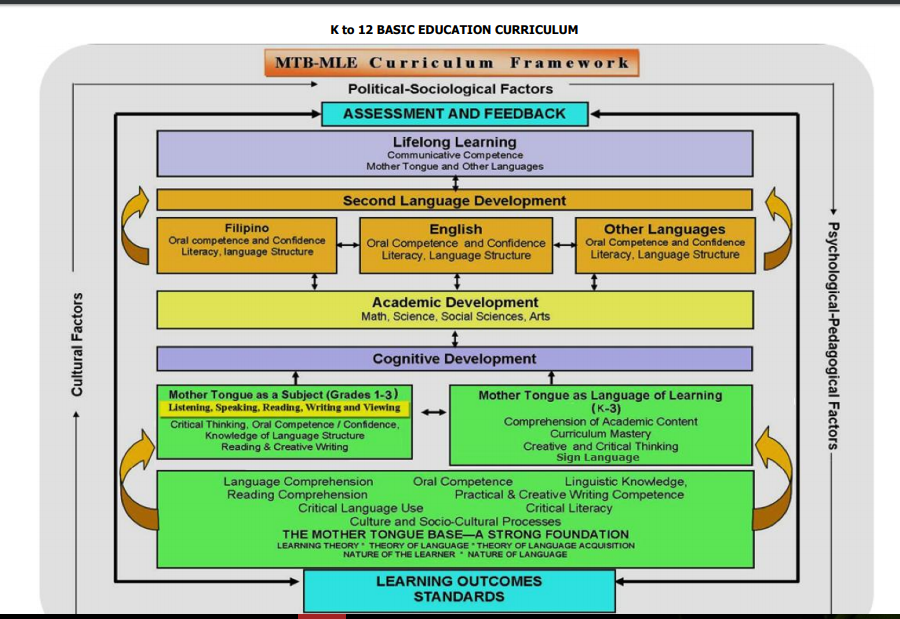 K to 12 BASIC EDUCATION CURRICULUM
MTB-MLE Curriculum Framework
Political-Sociological Factors
ASSESSMENT AND FEEDBACK
Lifelong Learning
Communicative Competence
Mother Tongue and Other Languages
Second Language Development
Filipino
Oral competence and Confidence
Literacy, language Structure
English
Oral Competence and Confidence
Literacy, Language Structure
Other Languages
Oral Competence and Confidence
Literacy, Language Structure
Academic Development
Math, Science, Social Sciences, Arts
Cognitive Development
Mother Tongue as a Subject (Grades 1-3)
Listening, Speaking, Reading, Writing and Viewing
Critical Thinking, Oral Competence / Confidence,
Knowledge of Language Structure
Reading & Creative Writing
Mother Tongue as Language of Learning
(K-3)
Comprehension of Academic Content
Curriculum Mastery
Creative and Critical Thinking
Sign Language
Language Comprehension Oral Competence Linguistic Knowledge,
Reading Comprehension Practical & Creative Writing Competence
Critical Language Use Critical Literacy
Culture and Socio-Cultural Processes
THE MOTHER TONGUE BASE—A STRONG FOUNDATION
LEARNING THEORY * THEORY OF LANGUAGE * THEORY OF LANGUAGE ACQUISITION
NATURE OF THE LEARNER * NATURE OF LANGUAGE
LEARNING OUTCOMES
STANDARDS
Cultural Factors
Psychological-Pedagogical Factors